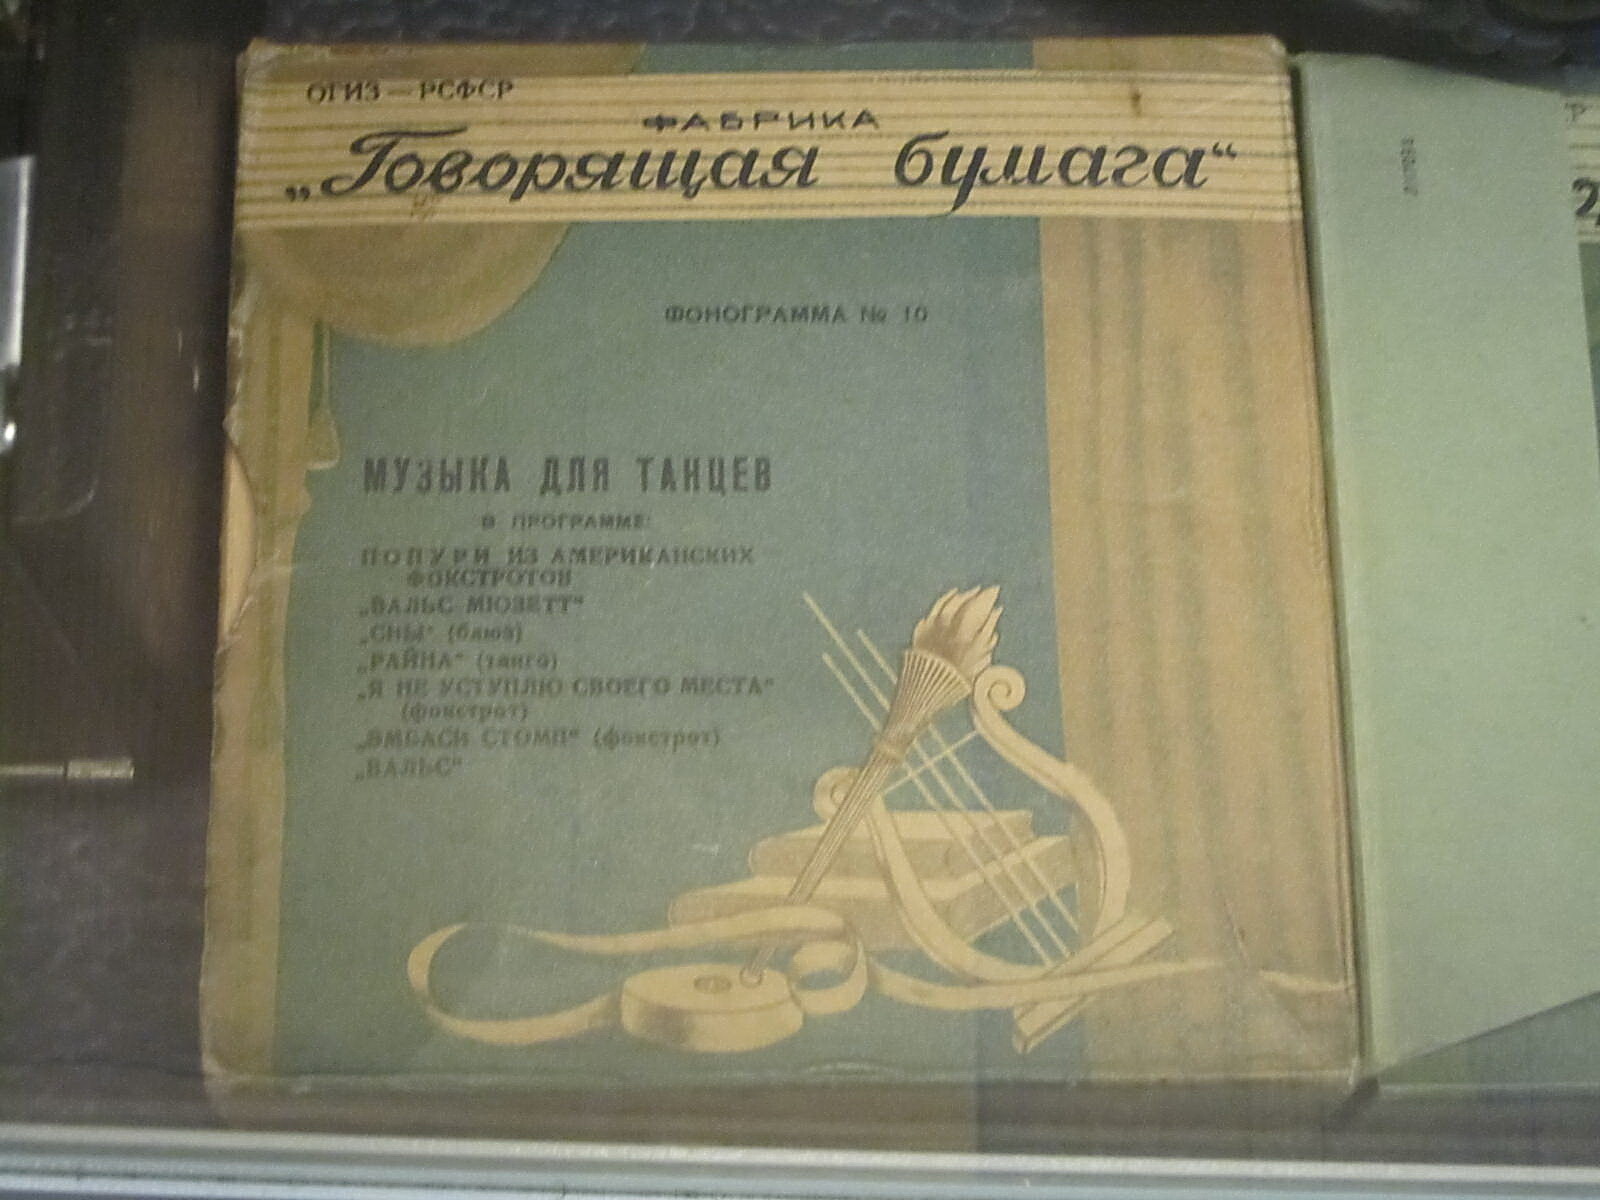 ОГИЗ — РСФСР
ФАБРИКА
„Говорящая бумага“
ФОНОГРАММА № 10
МУЗЫКА ДЛЯ ТАНЦЕВ
В ПРОГРАММЕ:
ПОПУРИ ИЗ АМЕРИКАНСКИХ
ФОКСТРОТОВ
„ВАЛЬС МЮЗЕТТ“
„СНЫ“ (блюз)
„РАЙНА“ (танго)
„Я НЕ УСТУПЛЮ СВОЕГО МЕСТА“
(фокстрот)
„ЭМБАСИ СТОМП“ (фокстрот)
„ВАЛЬС“